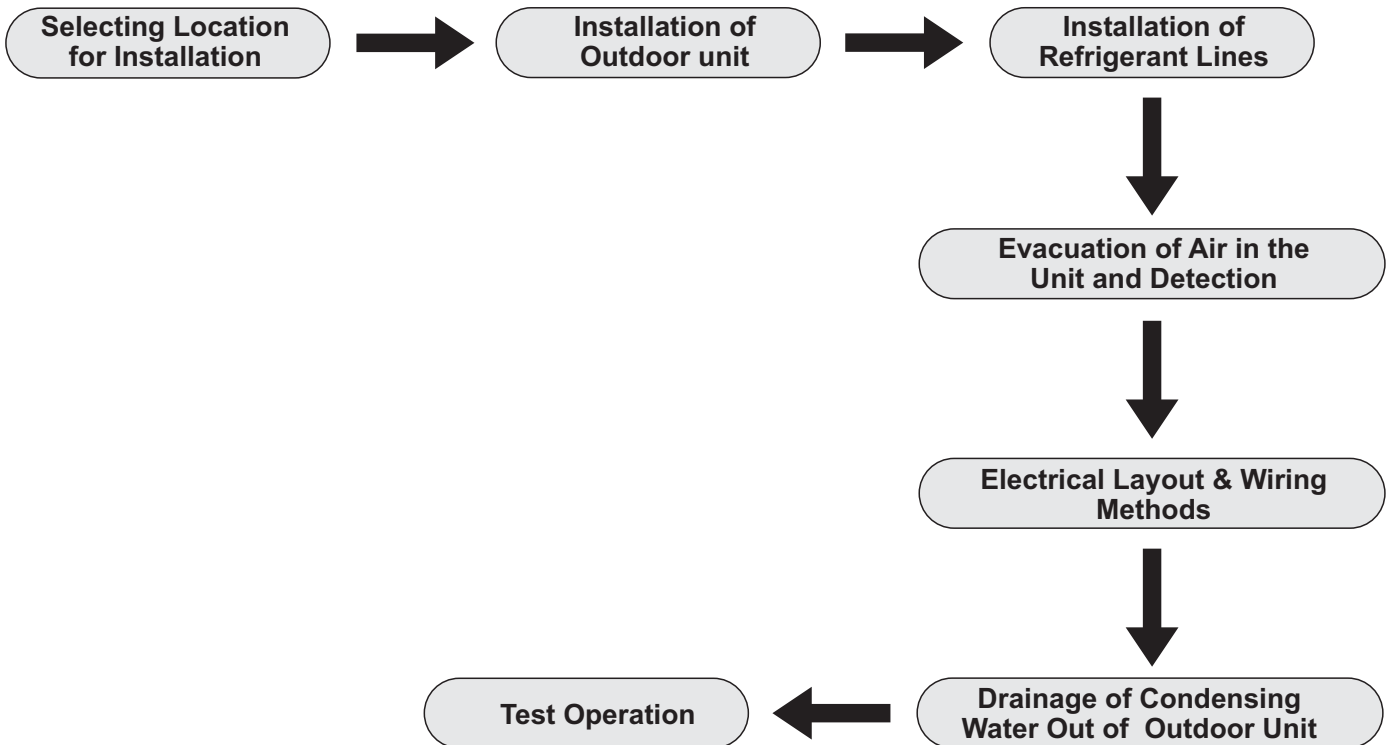 Selecting Location
for Installation
Installation of
Outdoor unit
Installation of
Refrigerant Lines
Evacuation of Air in the
Unit and Detection
Electrical Layout & Wiring
Methods
Drainage of Condensing
Water Out of  Outdoor Unit
Test Operation